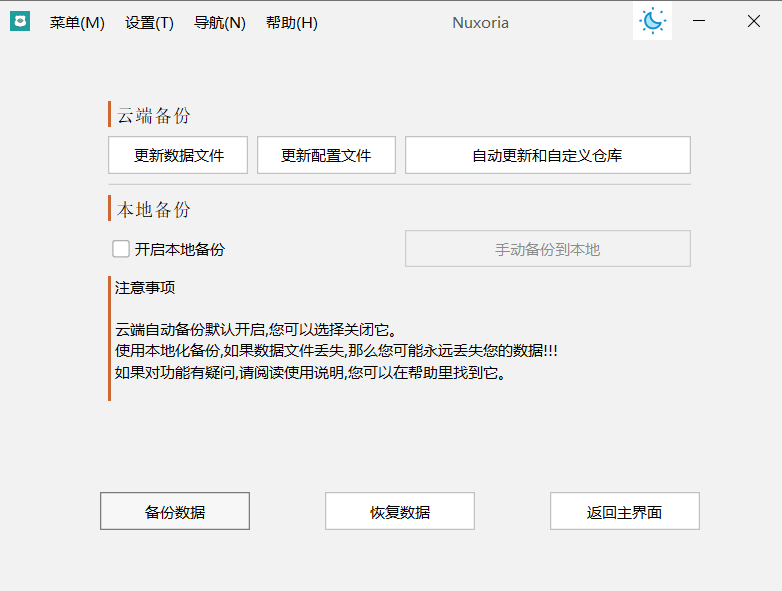 菜单(M) 设置(T) 导航(N) 帮助(H) Nuxoria
云端备份
更新数据文件 更新配置文件 自动更新和自定义仓库
本地备份
开启本地备份 手动备份到本地
注意事项
云端自动备份默认开启,您可以选择关闭它。
使用本地化备份,如果数据文件丢失,那么您可能永远丢失您的数据!!!
如果对功能有疑问,请阅读使用说明,您可以在帮助里找到它。
备份数据 恢复数据 返回主界面